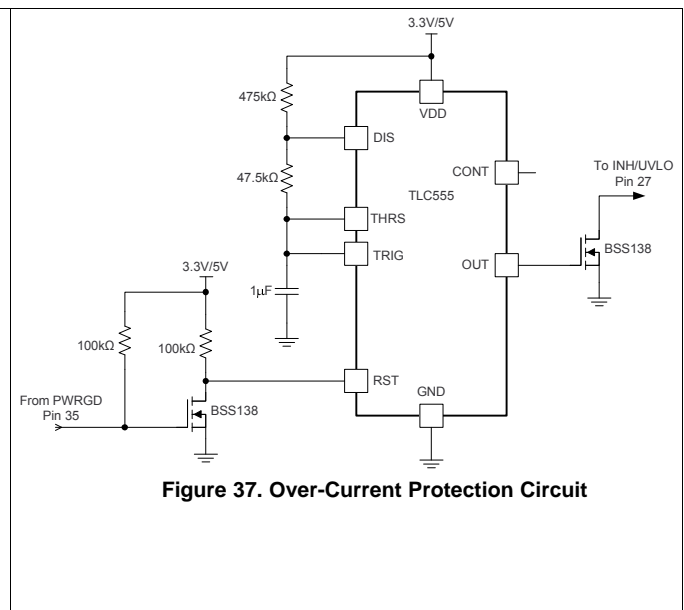 3.3V/5V
475kΩ
VDD
DIS
CONT
To INH/UVLO
Pin 27
47.5kΩ
TLC555
THRS
BSS138
TRIG
OUT
3.3V/5V
1μF
100kΩ
100kΩ
RST
GND
From PWRGD
Pin 35
BSS138
Figure 37. Over-Current Protection Circuit